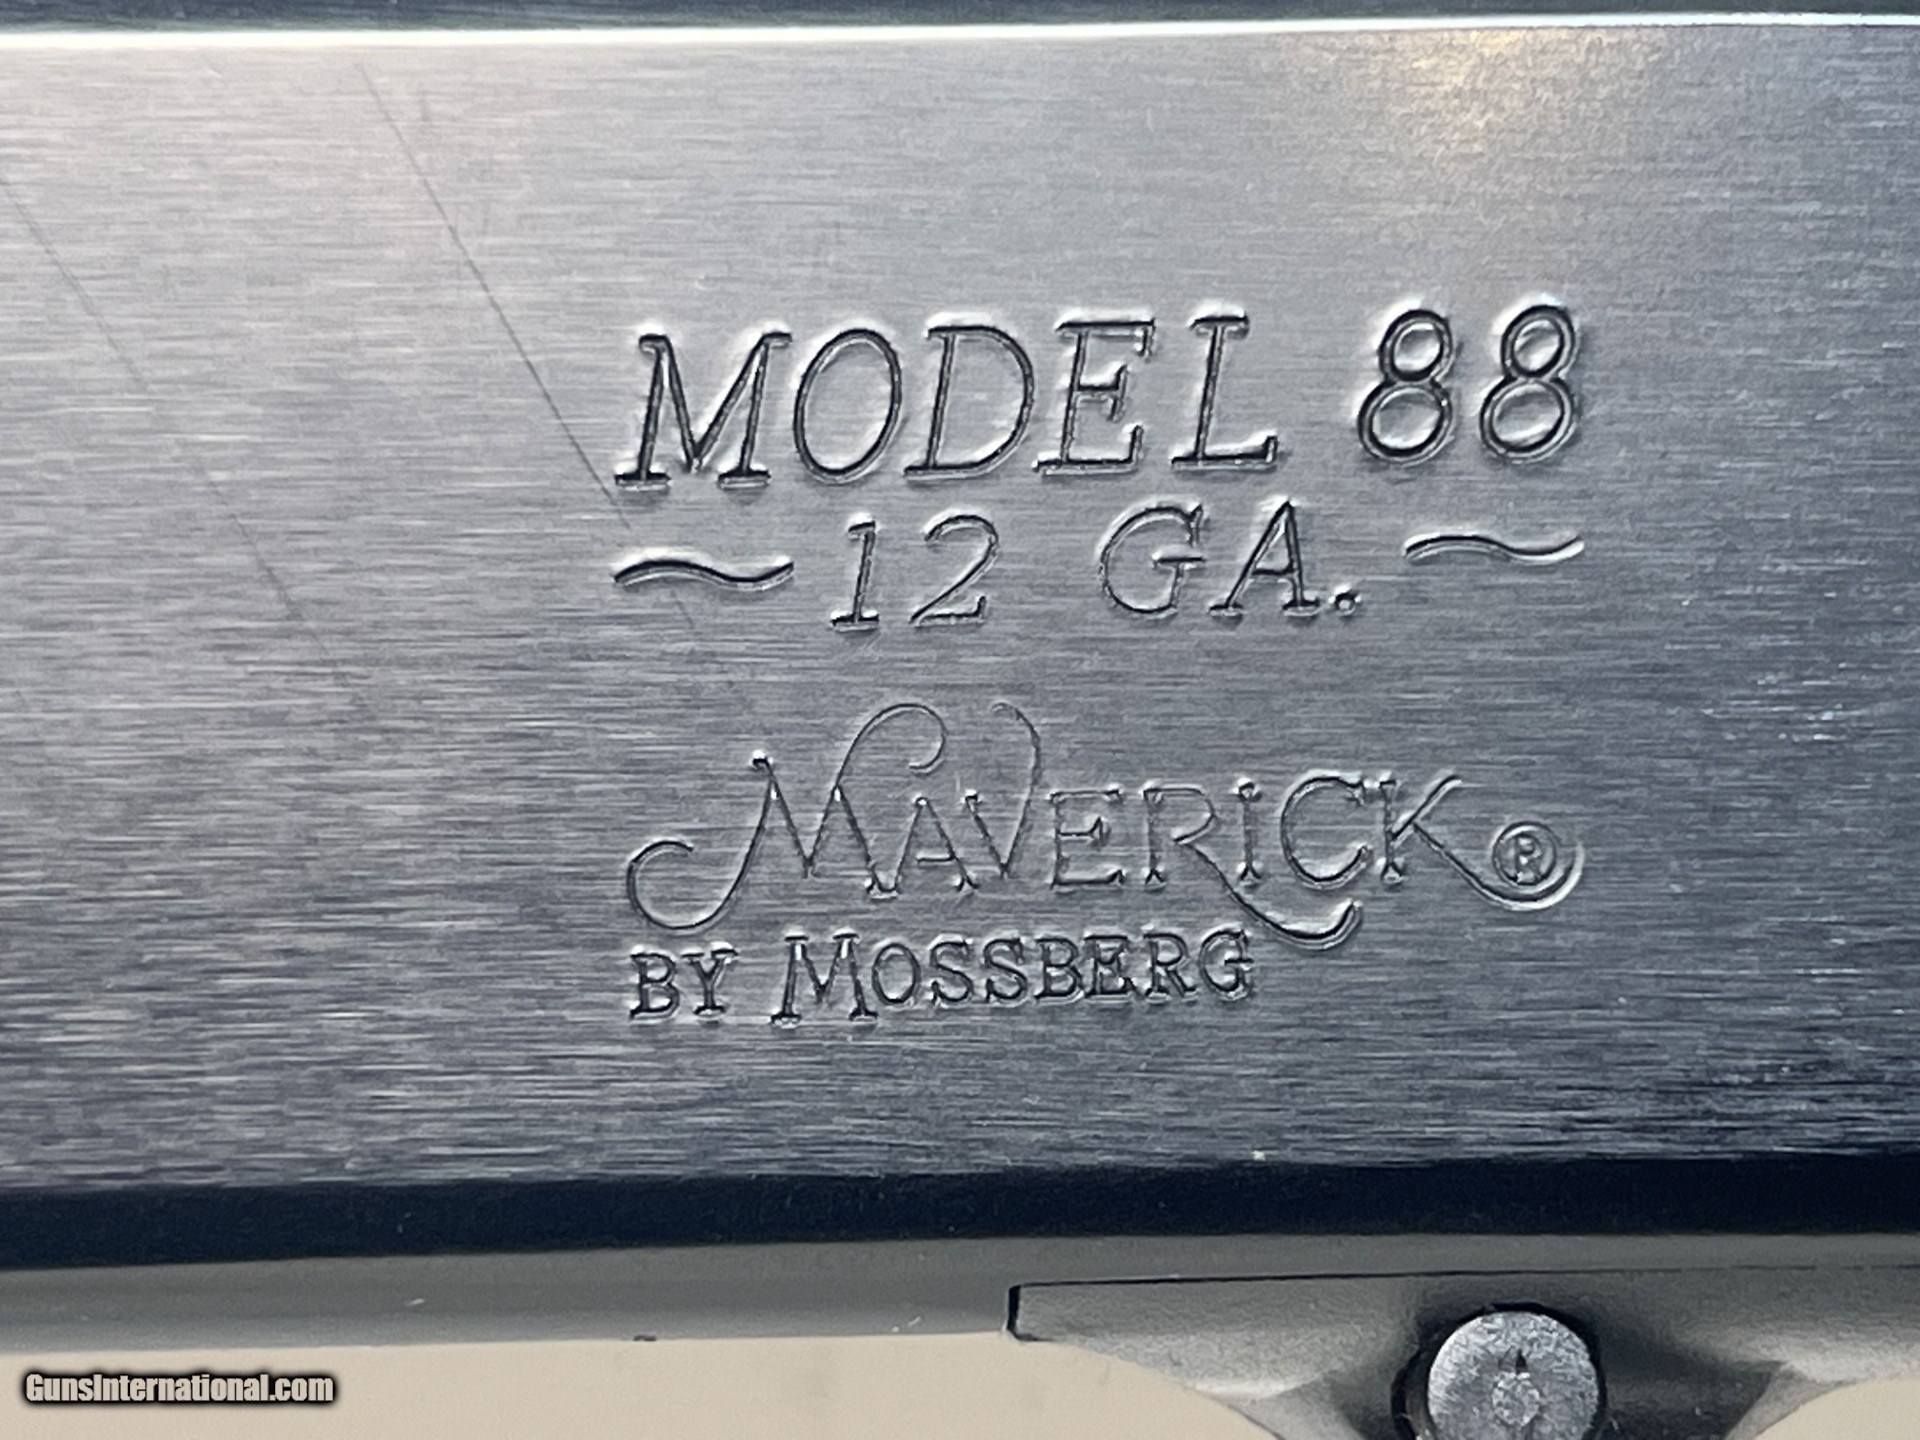 MODEL 88
~ 12 GA. ~
MAVERICK®
BY MOSSBERG
GunsInternational.com